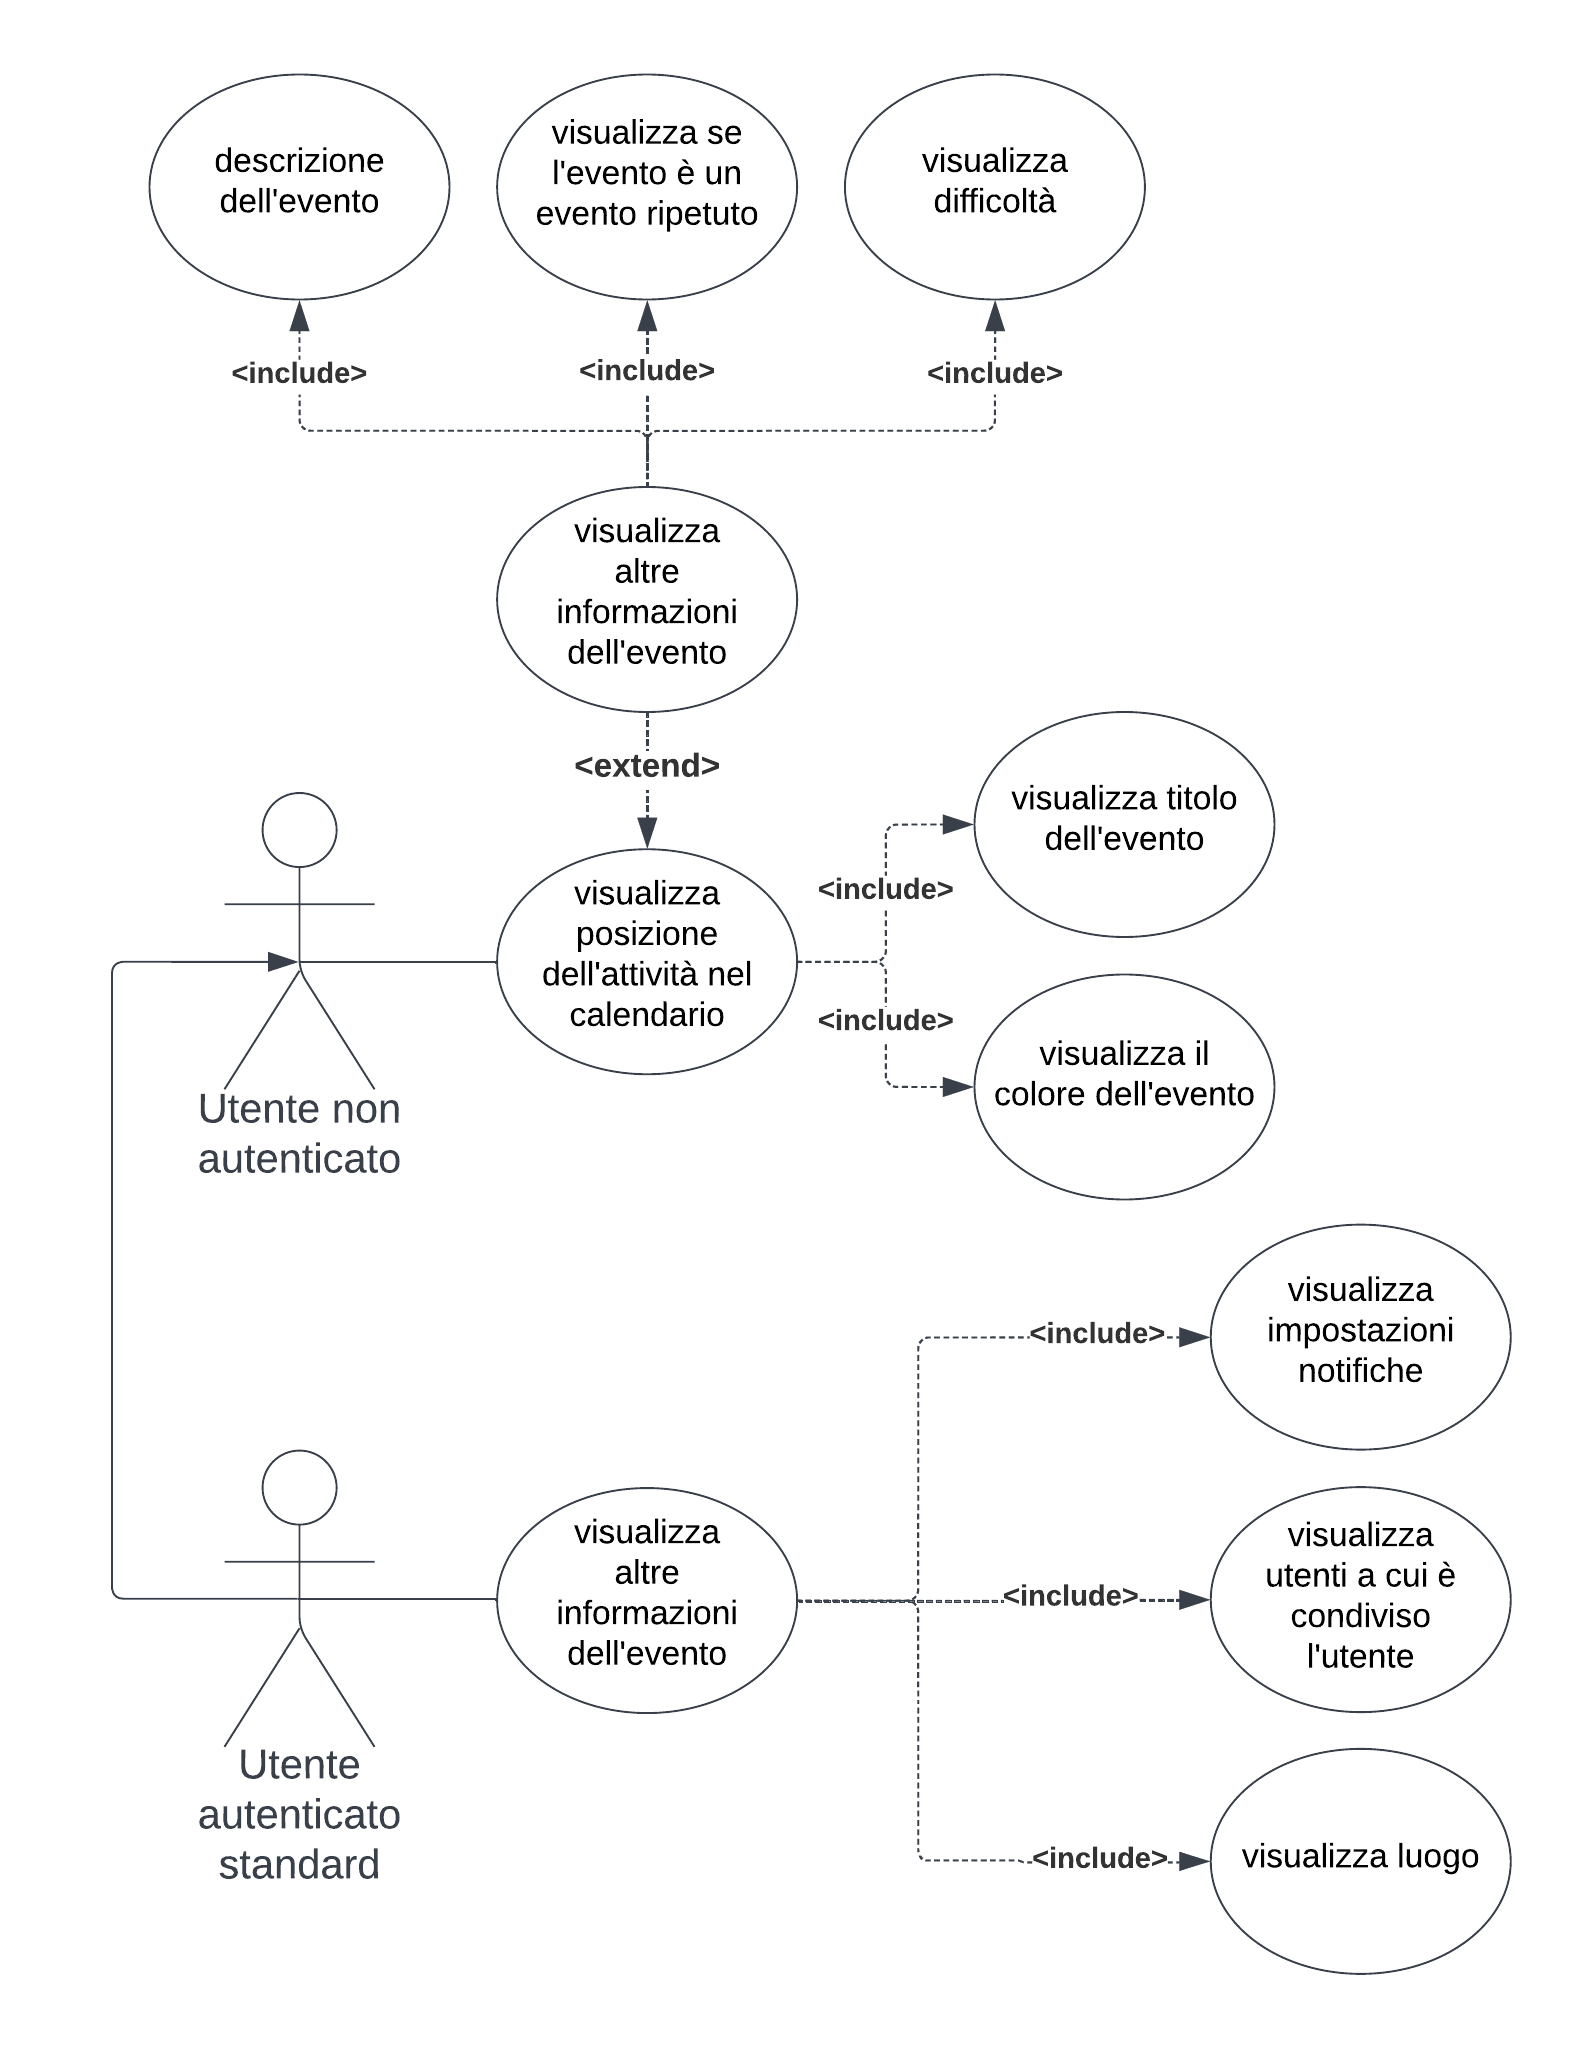 descrizione
dell'evento
visualizza se
l'evento è un
evento ripetuto
visualizza
difficoltà
<include>
<include>
<include>
visualizza
altre
informazioni
dell'evento
<extend>
visualizza titolo
dell'evento
visualizza
posizione
dell'attività nel
calendario
<include>
<include>
visualizza il
colore dell'evento
Utente non
autenticato
visualizza
impostazioni
notifiche
<include>
visualizza
altre
informazioni
dell'evento
<include>
visualizza
utenti a cui è
condiviso
l'utente
Utente
autenticato
standard
<include>
visualizza luogo